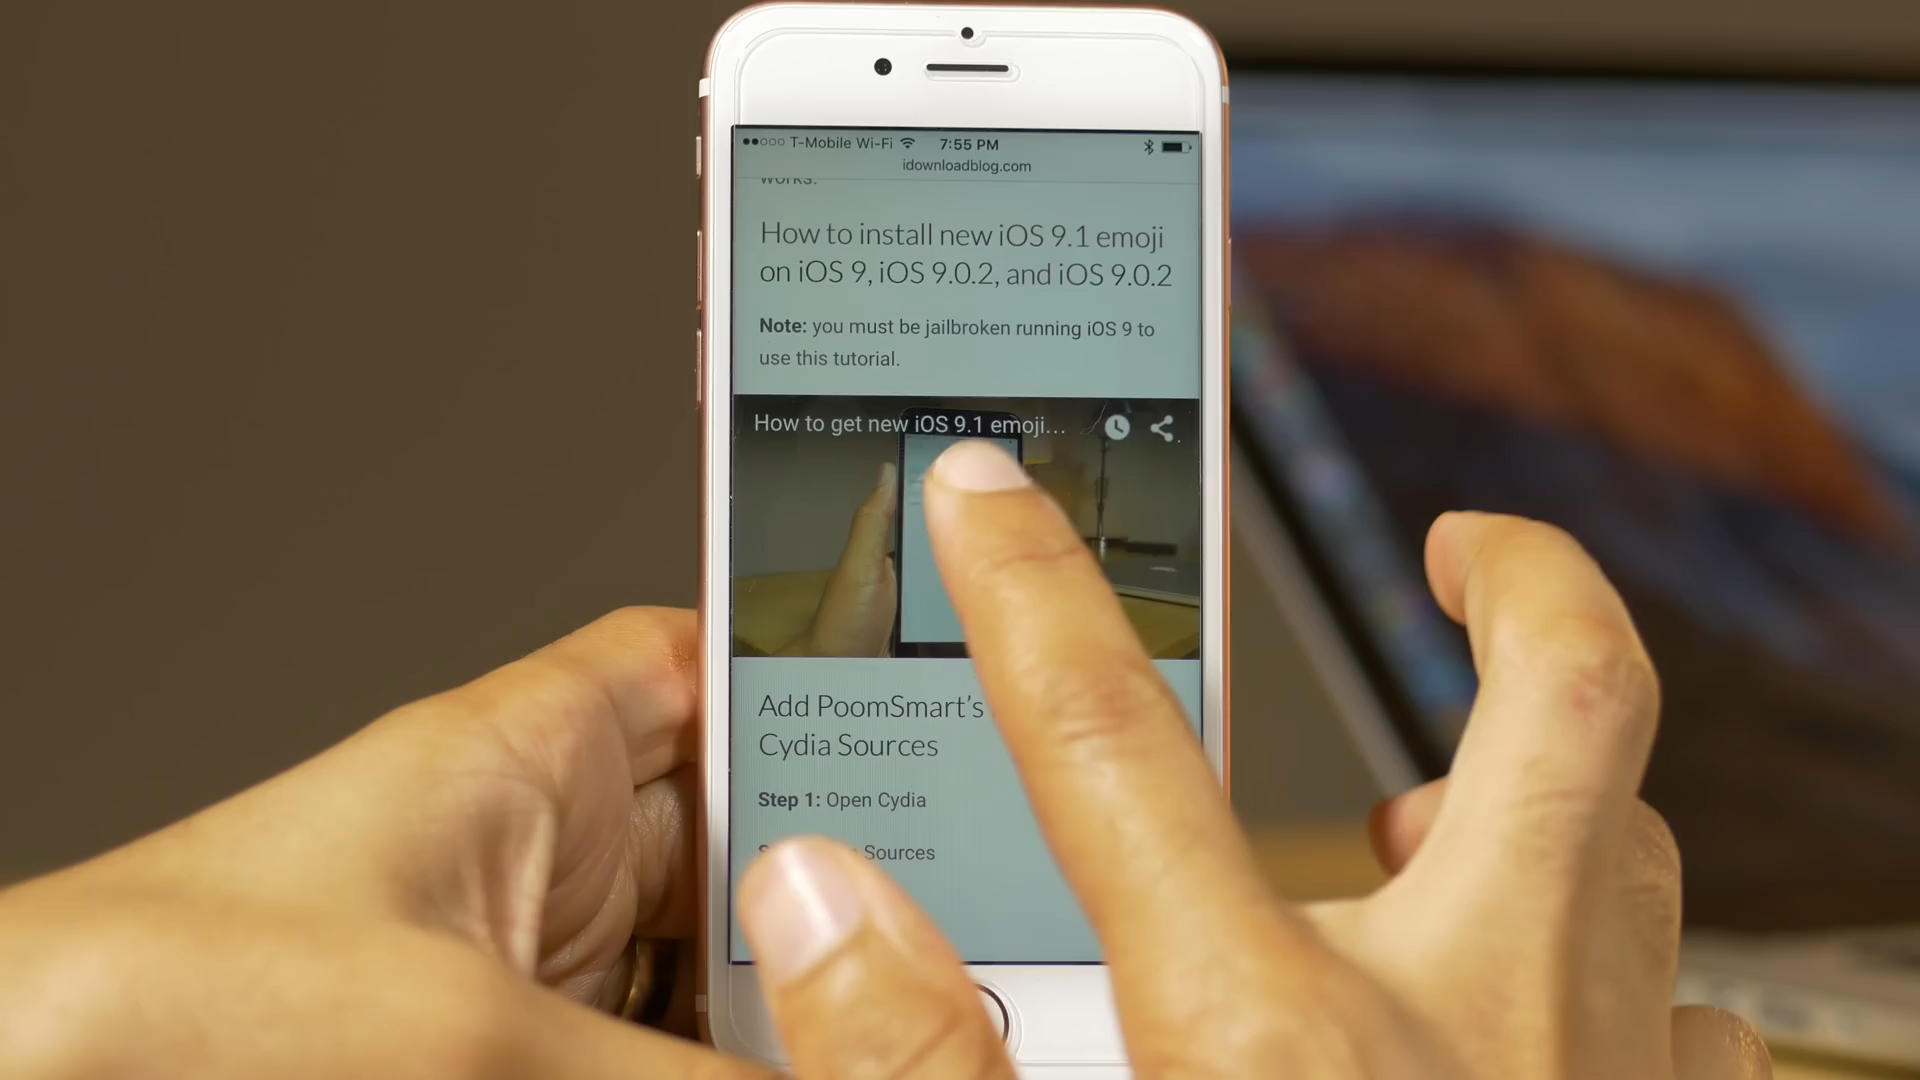 T-Mobile Wi-Fi 7:55 PM
idownloadblog.com
works.
How to install new iOS 9.1 emoji
on iOS 9, iOS 9.0.2, and iOS 9.0.2
Note: you must be jailbroken running iOS 9 to
use this tutorial.
How to get new iOS 9.1 emoji...
Add PoomSmart’s
Cydia Sources
Step 1: Open Cydia
Sources